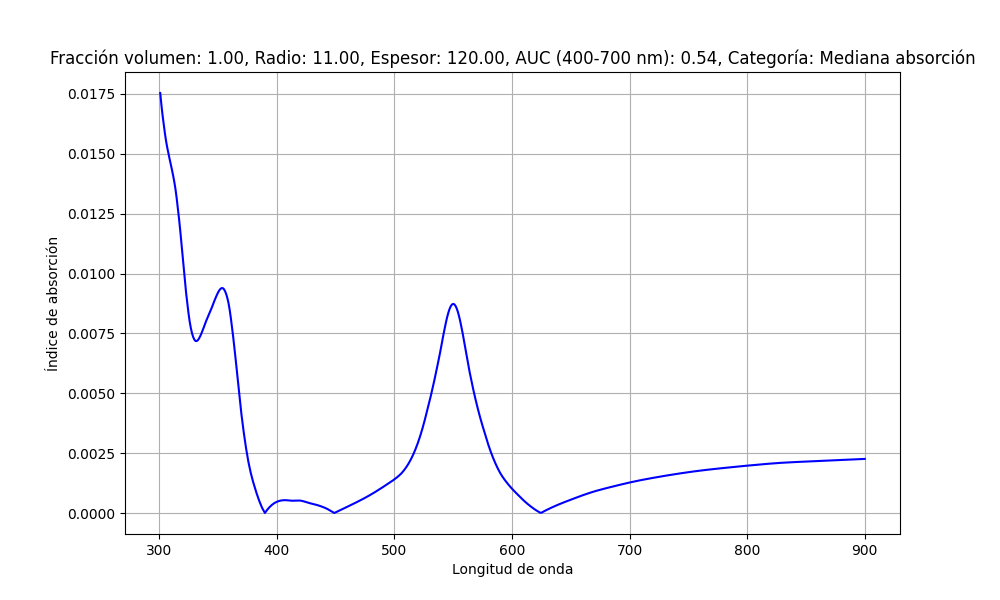 Fracción volumen: 1.00, Radio: 11.00, Espesor: 120.00, AUC (400-700 nm): 0.54, Categoría: Mediana absorción
Índice de absorción
0.0175
0.0150
0.0125
0.0100
0.0075
0.0050
0.0025
0.0000
300 400 500 600 700 800 900
Longitud de onda